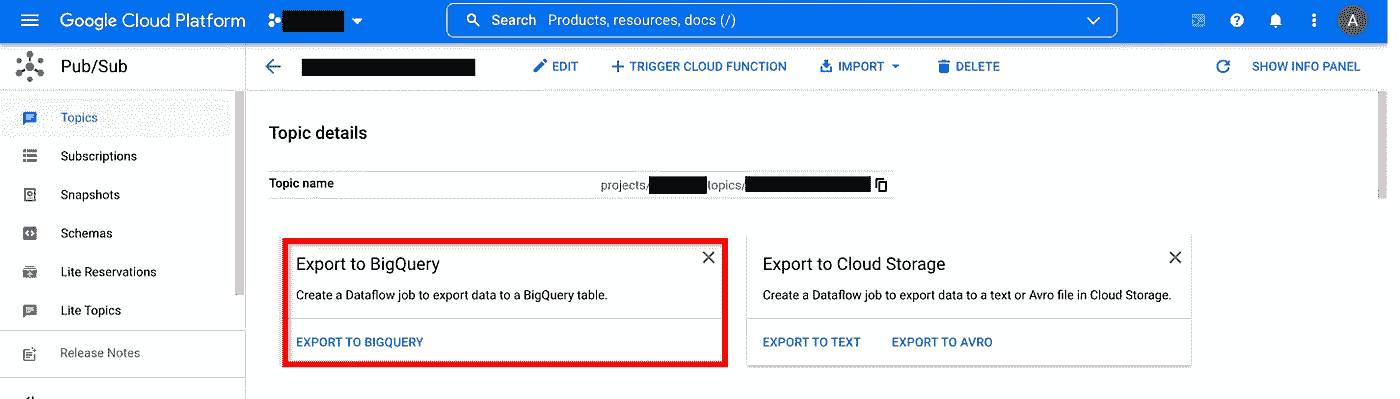 Google Cloud Platform
Search Products, resources, docs (/)
A
Pub/Sub
EDIT
TRIGGER CLOUD FUNCTION
IMPORT
DELETE
SHOW INFO PANEL
Topics
Subscriptions
Snapshots
Schemas
Lite Reservations
Lite Topics
Release Notes
Topic details
Topic name
projects/ topics/
Export to BigQuery
Create a Dataflow job to export data to a BigQuery table.
EXPORT TO BIGQUERY
Export to Cloud Storage
Create a Dataflow job to export data to a text or Avro file in Cloud Storage.
EXPORT TO TEXT
EXPORT TO AVRO